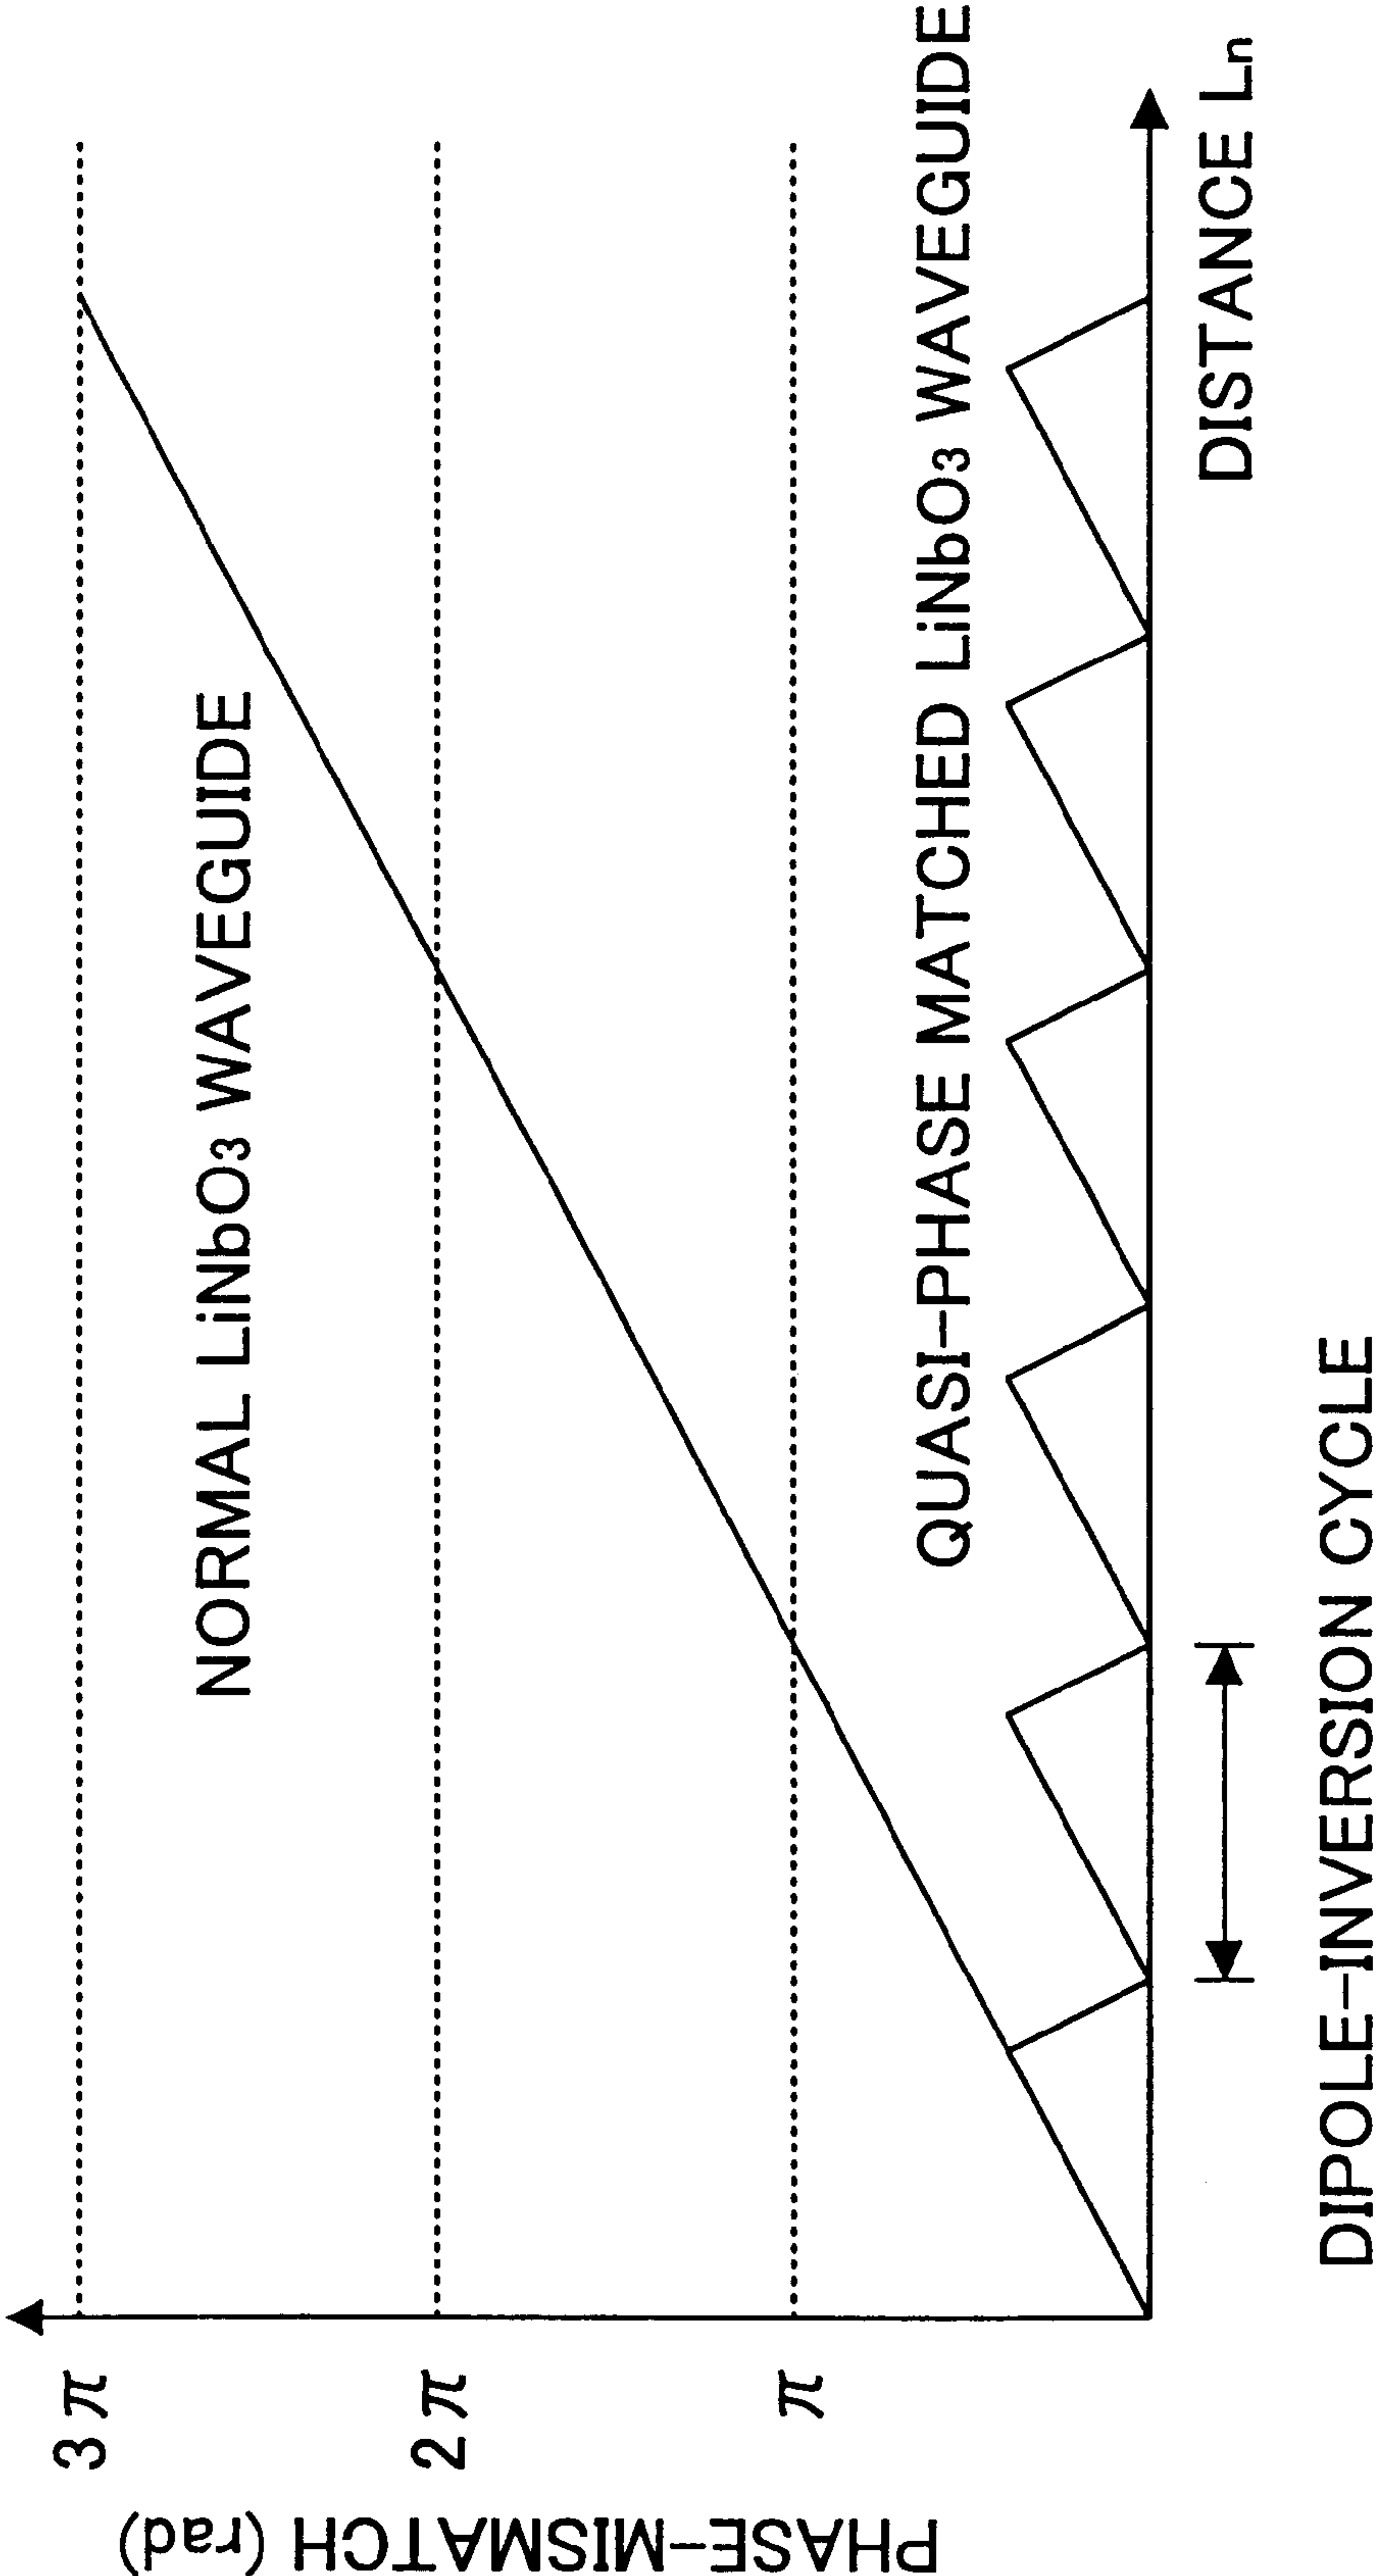 PHASE-MISMATCH (rad)
3π
2π
π
NORMAL LiNbO₃ WAVEGUIDE
QUASI-PHASE MATCHED LiNbO₃ WAVEGUIDE
DISTANCE Lₙ
DIPOLE-INVERSION CYCLE